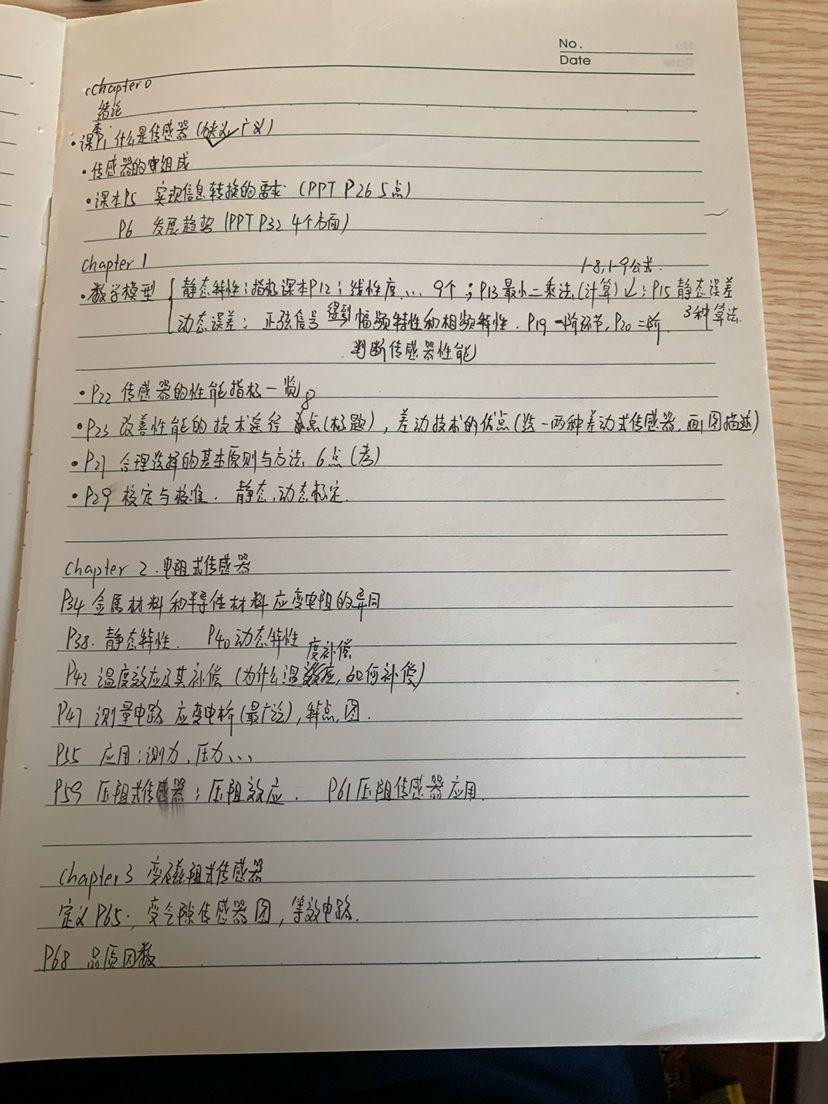 No.
Date
Chapter 0
绪论
·课本P1 什么是传感器 (狭义✓广义)
·传感器的组成
·课本P5 实现信息转换的需求 (PPT P26 5点)
P6 发展趋势 (PPT P32 4个方面)
chapter 1
1-8, 1-9公式.
·数学模型 { 静态特性:指标课本P12;线性度... 9个;P13最小二乘法(计算)✓;P15静态误差
3种算法.
动态误差:正弦信号 得到 幅频特性和相频特性. P19 一阶环节, P20 二阶
判断传感器性能
·P22 传感器的性能指标一览
·P23 改善性能的技术途径 8点(标题), 差动技术的优点(找一两种差动式传感器, 画图描述)
·P27 合理选择的基本原则与方法, 6点(考)
·P29 标定与校准. 静态,动态标定.
chapter 2. 电阻式传感器
P34 金属材料和半导体材料应变电阻的异同
P38. 静态特性. P40 动态特性
P42 温度效应及其补偿 (为什么温度补偿, 如何补偿)
P47 测量电路 应变电桥(最广泛), 特点, 图.
P55 应用:测力, 压力、、、
P59 压阻式传感器:压阻效应. P61 压阻传感器应用.
chapter 3 变磁阻式传感器
定义P65:变气隙传感器图, 等效电路.
P68 品质因数